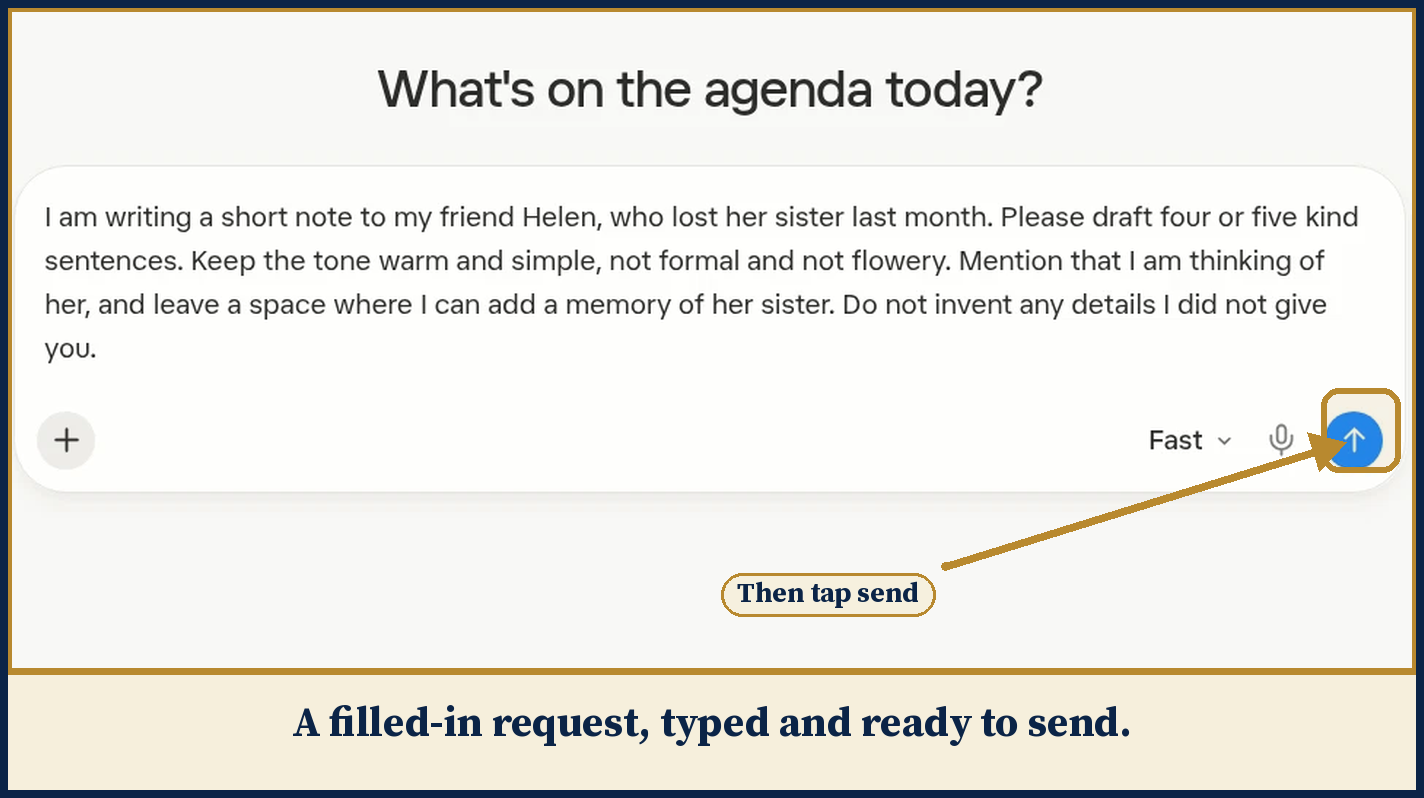 What's on the agenda today?
I am writing a short note to my friend Helen, who lost her sister last month. Please draft four or five kind
sentences. Keep the tone warm and simple, not formal and not flowery. Mention that I am thinking of
her, and leave a space where I can add a memory of her sister. Do not invent any details I did not give
you.
Fast
Then tap send
A filled-in request, typed and ready to send.